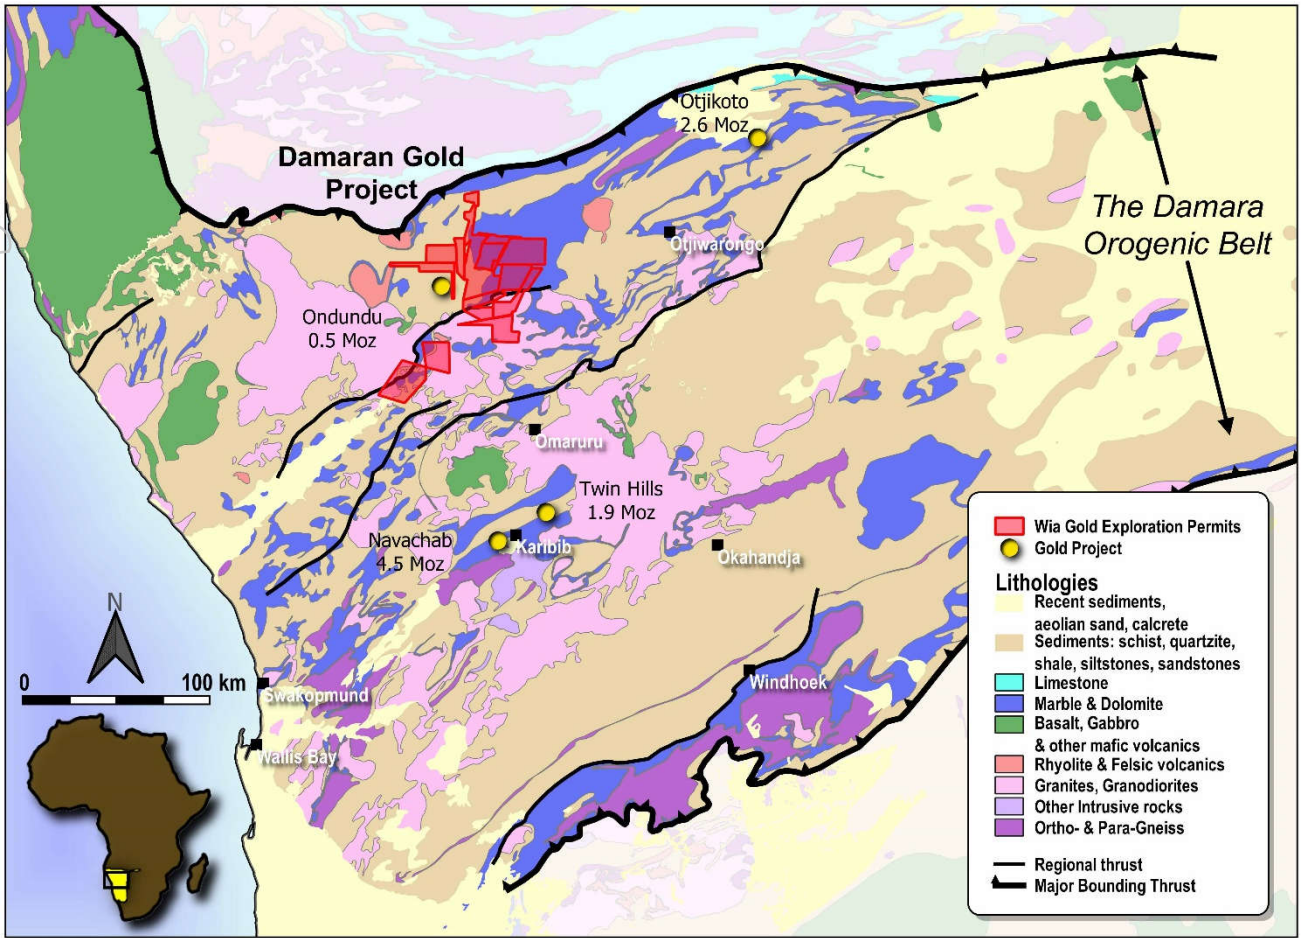 Otjikoto
2.6 Moz
Damaran Gold
Project
The Damara
Orogenic Belt
Otjiwarongo
Ondundu
0.5 Moz
Omaruru
Twin Hills
1.9 Moz
Navachab
4.5 Moz
Karibib
Okahandja
Windhoek
Swakopmund
Wallis Bay
N
0 100 km
Wia Gold Exploration Permits
Gold Project
Lithologies
Recent sediments,
aeolian sand, calcrete
Sediments: schist, quartzite,
shale, siltstones, sandstones
Limestone
Marble & Dolomite
Basalt, Gabbro
& other mafic volcanics
Rhyolite & Felsic volcanics
Granites, Granodiorites
Other Intrusive rocks
Ortho- & Para-Gneiss
Regional thrust
Major Bounding Thrust